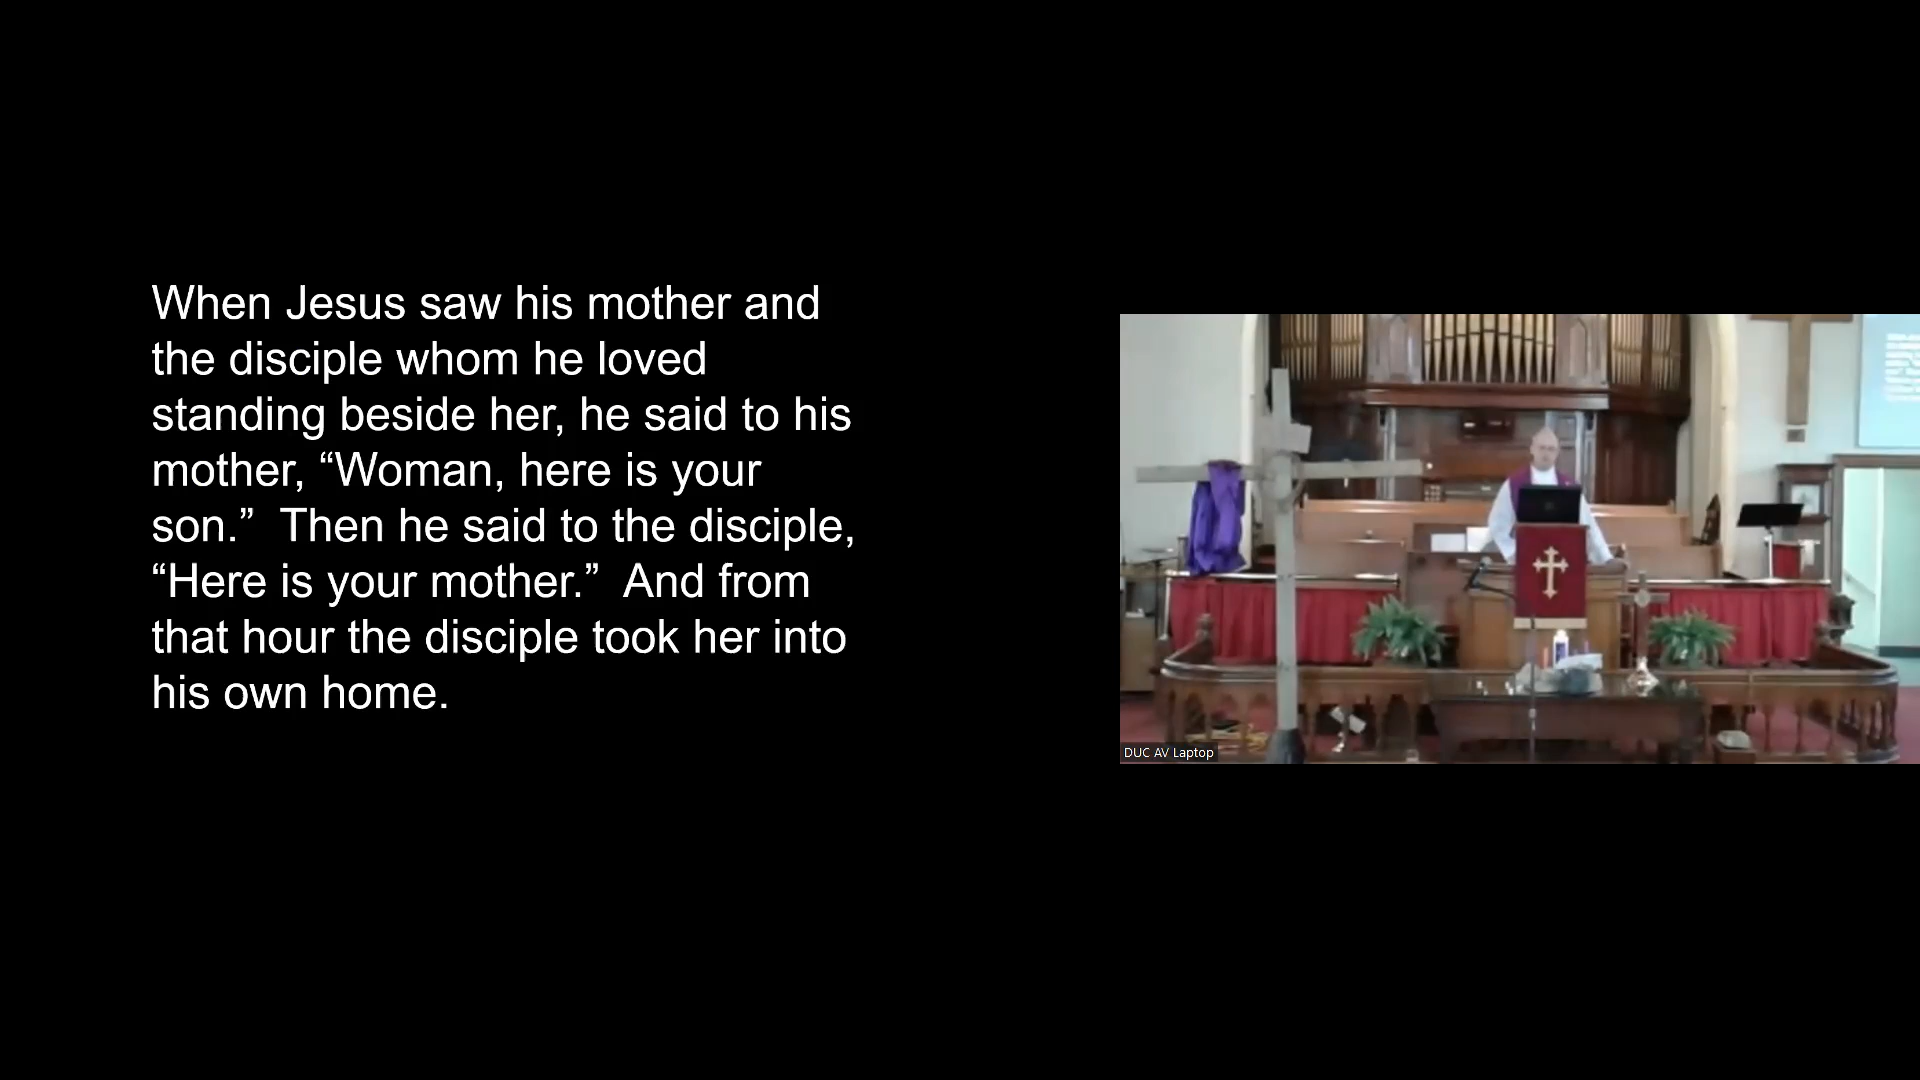 When Jesus saw his mother and
the disciple whom he loved
standing beside her, he said to his
mother, “Woman, here is your
son.”  Then he said to the disciple,
“Here is your mother.”  And from
that hour the disciple took her into
his own home.
DUC AV Laptop